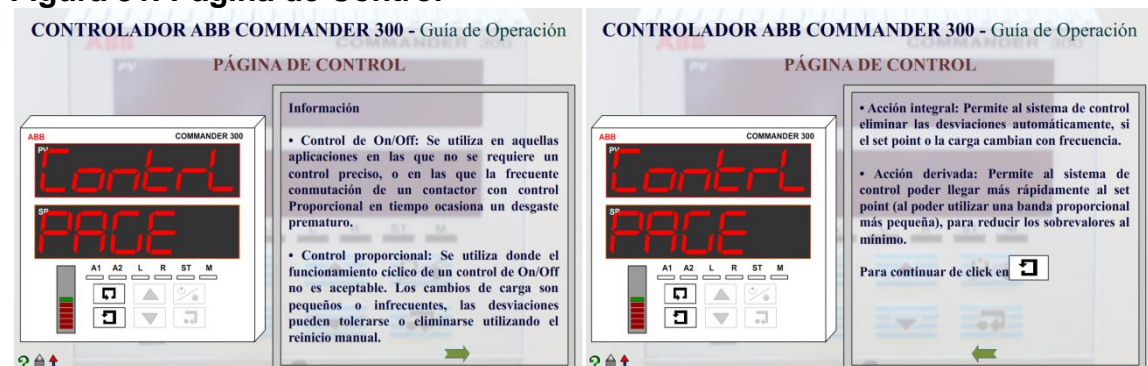 CONTROLADOR ABB COMMANDER 300 - Guía de Operación
PÁGINA DE CONTROL
Información
• Control de On/Off: Se utiliza en aquellas
aplicaciones en las que no se requiere un
control preciso, o en las que la frecuente
conmutación de un contactor con control
Proporcional en tiempo ocasiona un desgaste
prematuro.
• Control proporcional: Se utiliza donde el
funcionamiento cíclico de un control de On/Off
no es aceptable. Los cambios de carga son
pequeños o infrecuentes, las desviaciones
pueden tolerarse o eliminarse utilizando el
reinicio manual.
ABB COMMANDER 300
PV
ContrL
SP
PAGE
A1 A2 L R ST M
?
CONTROLADOR ABB COMMANDER 300 - Guía de Operación
PÁGINA DE CONTROL
• Acción integral: Permite al sistema de control
eliminar las desviaciones automáticamente, si
el set point o la carga cambian con frecuencia.
• Acción derivada: Permite al sistema de
control poder llegar más rápidamente al set
point (al poder utilizar una banda proporcional
más pequeña), para reducir los sobrevalores al
mínimo.
Para continuar de click en
ABB COMMANDER 300
PV
ContrL
SP
PAGE
A1 A2 L R ST M
?